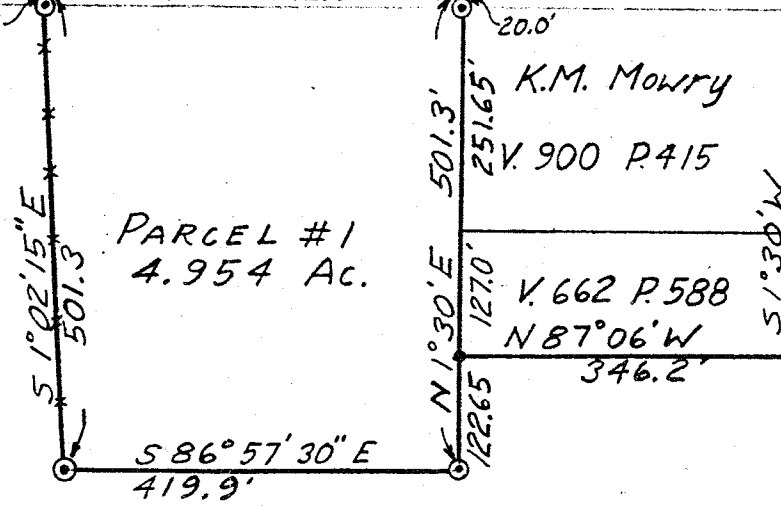 20.0'
K.M. Mowry
V. 900 P. 415
501.3'
251.65'
S 1°02'15" E
501.3
PARCEL #1
4.954 Ac.
N 1°30' E
127.0'
V. 662 P. 588
N 87°06' W
346.2'
S 1°30' W
122.65
S 86°57'30" E
419.9'